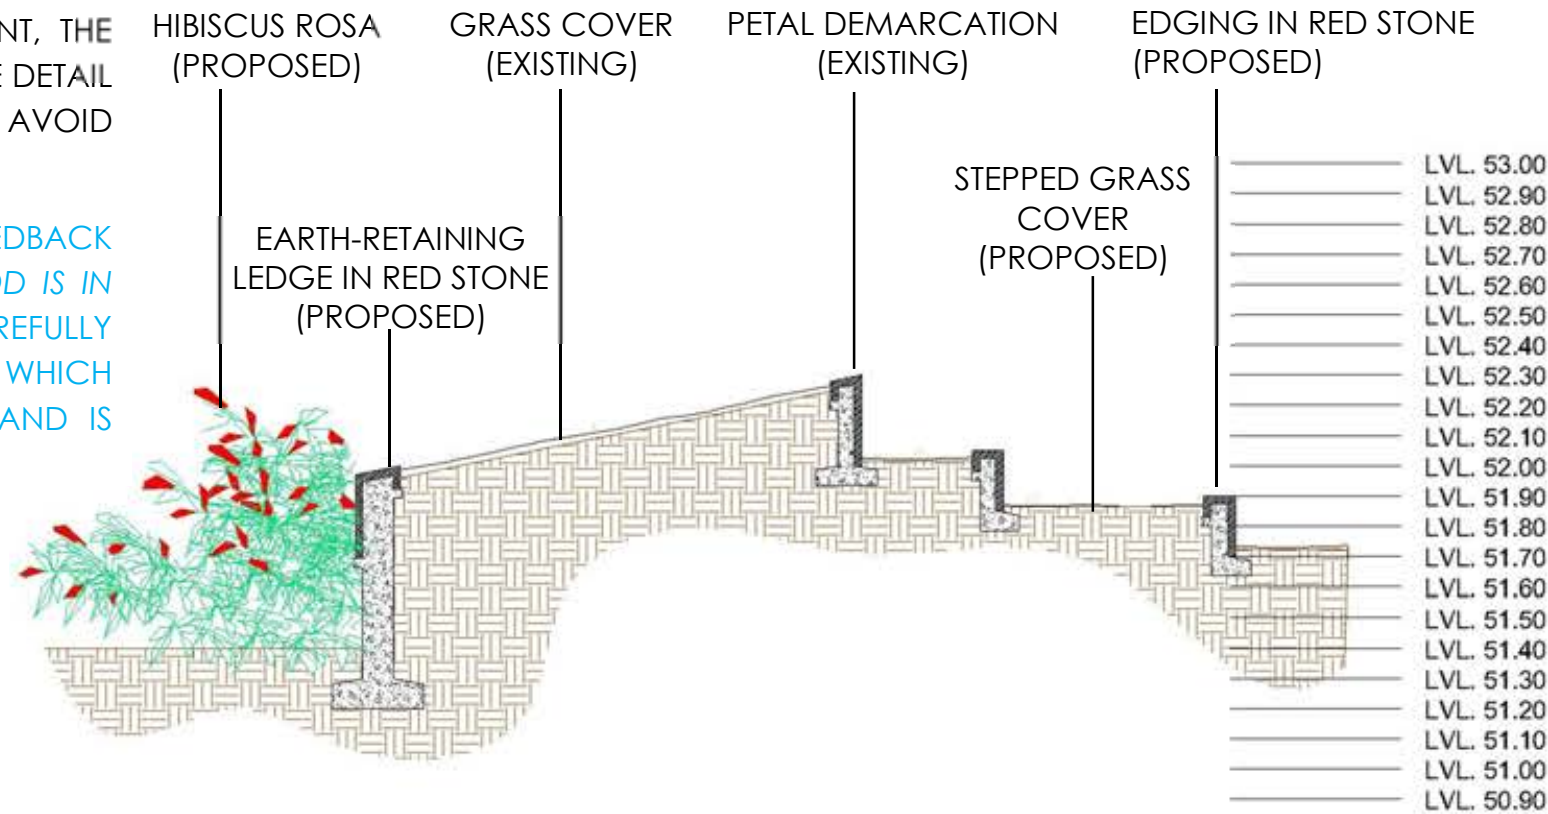 NT, THE
E DETAIL
AVOID
EDBACK
OD IS IN
REFULLY
WHICH
AND IS
HIBISCUS ROSA
(PROPOSED)
GRASS COVER
(EXISTING)
PETAL DEMARCATION
(EXISTING)
EDGING IN RED STONE
(PROPOSED)
EARTH-RETAINING
LEDGE IN RED STONE
(PROPOSED)
STEPPED GRASS
COVER
(PROPOSED)
LVL. 53.00
LVL. 52.90
LVL. 52.80
LVL. 52.70
LVL. 52.60
LVL. 52.50
LVL. 52.40
LVL. 52.30
LVL. 52.20
LVL. 52.10
LVL. 52.00
LVL. 51.90
LVL. 51.80
LVL. 51.70
LVL. 51.60
LVL. 51.50
LVL. 51.40
LVL. 51.30
LVL. 51.20
LVL. 51.10
LVL. 51.00
LVL. 50.90